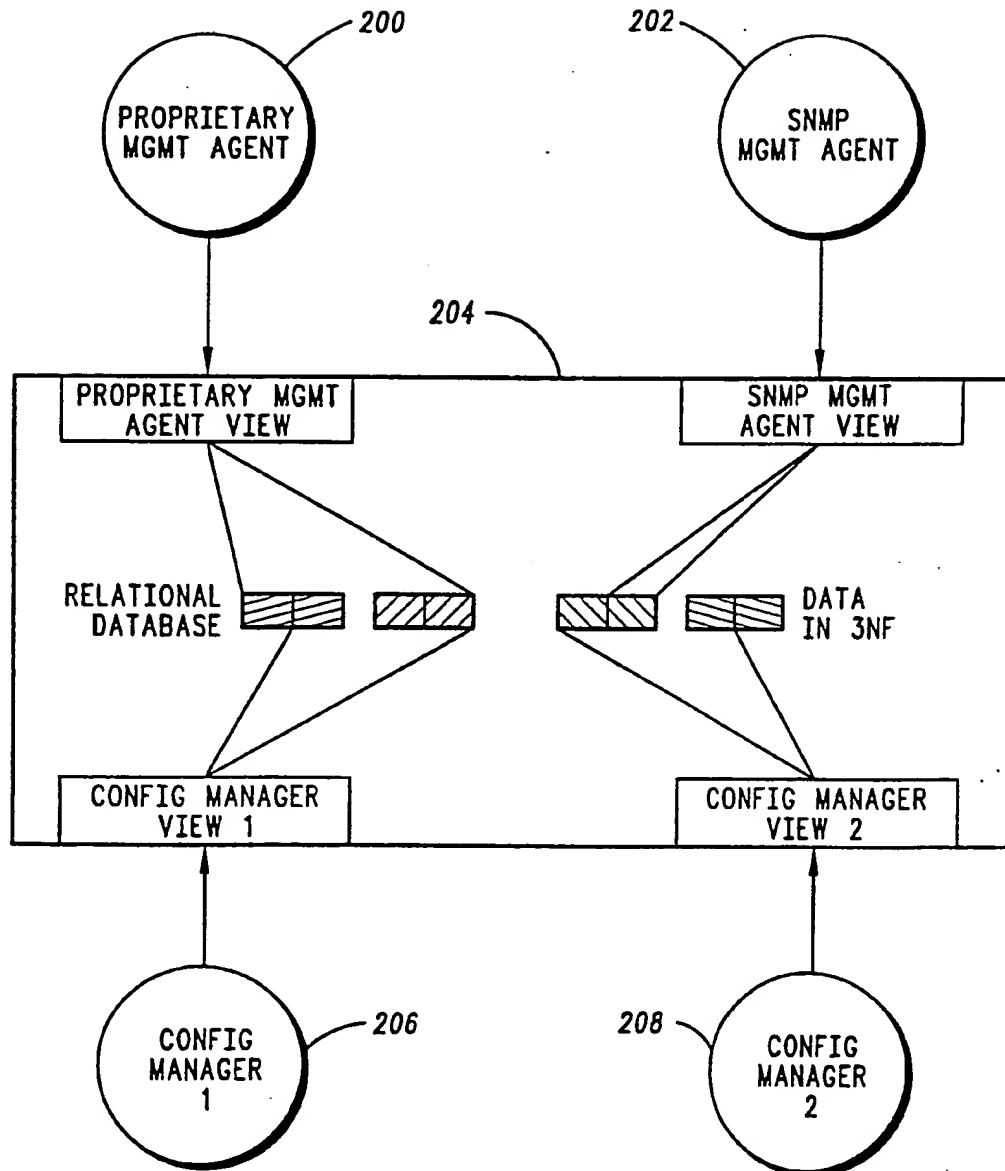 200
202
PROPRIETARY
MGMT AGENT
SNMP
MGMT AGENT
204
PROPRIETARY MGMT
AGENT VIEW
SNMP MGMT
AGENT VIEW
RELATIONAL
DATABASE
DATA
IN 3NF
CONFIG MANAGER
VIEW 1
CONFIG MANAGER
VIEW 2
CONFIG
MANAGER
1
206
208
CONFIG
MANAGER
2